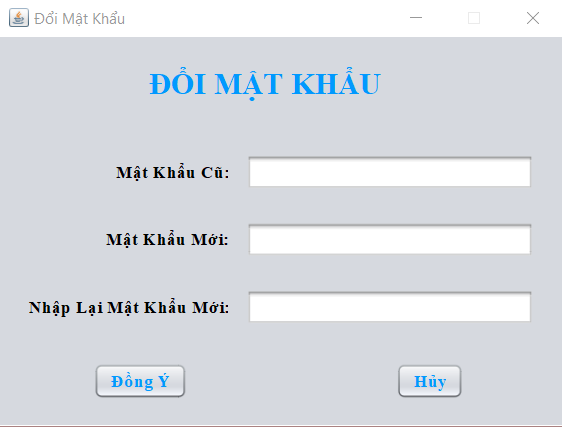 Đổi Mật Khẩu
ĐỔI MẬT KHẨU
Mật Khẩu Cũ:
Mật Khẩu Mới:
Nhập Lại Mật Khẩu Mới:
Đồng Ý
Hủy